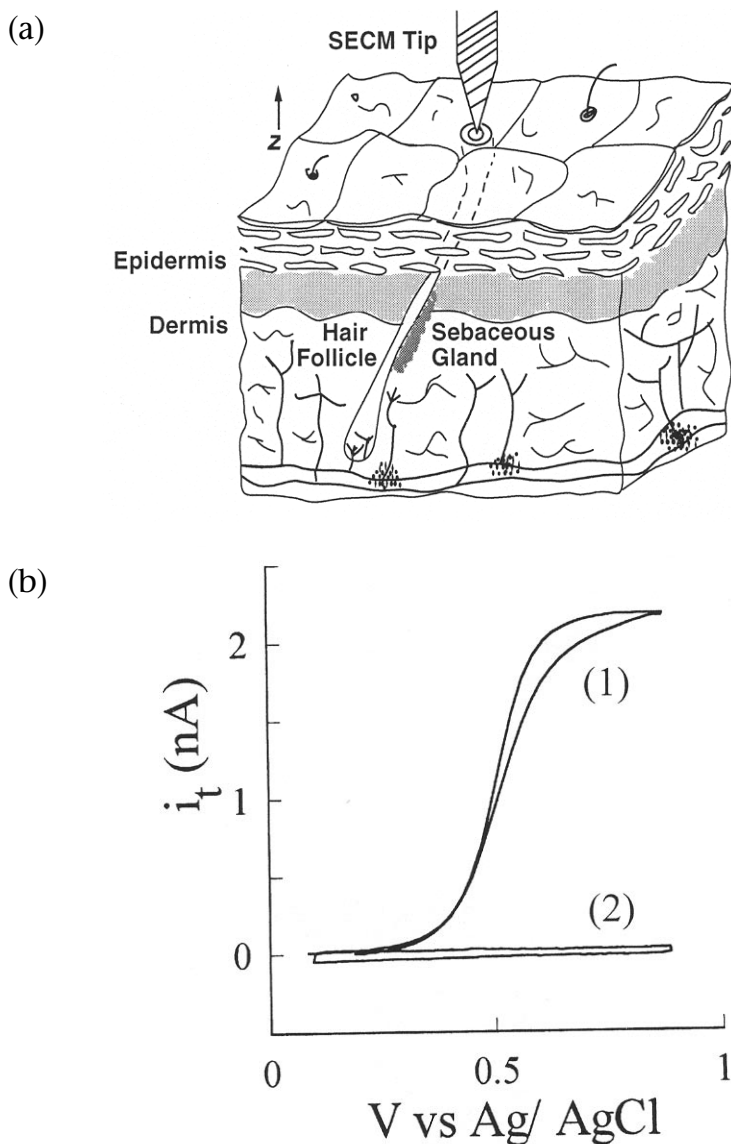 (a)
SECM Tip
z
Epidermis
Dermis
Hair
Follicle
Sebaceous
Gland
(b)
i_t (nA)
2
1
0
(1)
(2)
0
0.5
1
V vs Ag/ AgCl